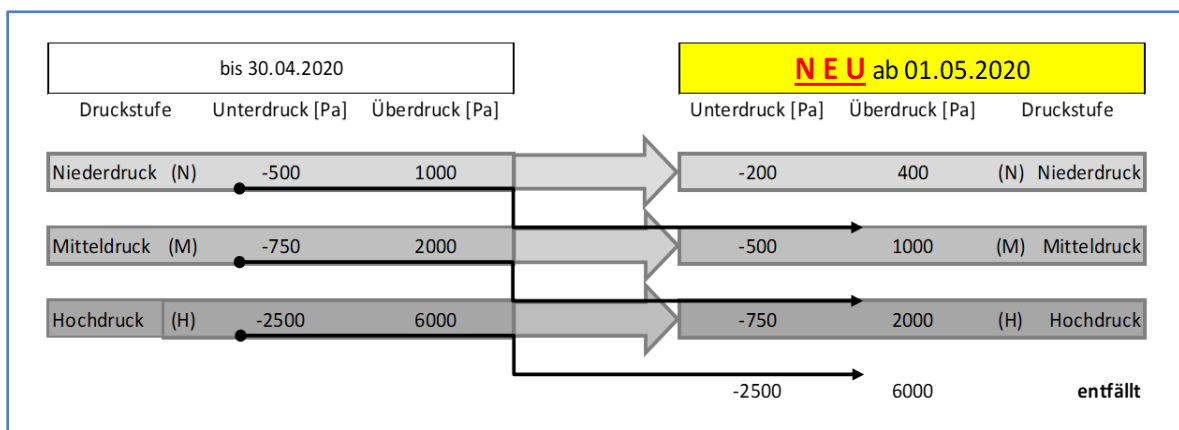 bis 30.04.2020 N E U ab 01.05.2020
Druckstufe Unterdruck [Pa] Überdruck [Pa] Unterdruck [Pa] Überdruck [Pa] Druckstufe
Niederdruck (N) -500 1000 -200 400 (N) Niederdruck
Mitteldruck (M) -750 2000 -500 1000 (M) Mitteldruck
Hochdruck (H) -2500 6000 -750 2000 (H) Hochdruck
-2500 6000 entfällt